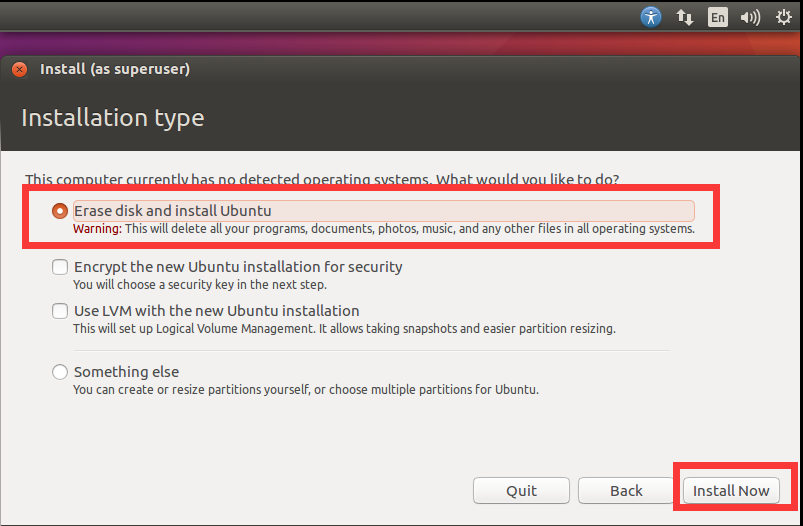 En
Install (as superuser)
Installation type
This computer currently has no detected operating systems. What would you like to do?
Erase disk and install Ubuntu
Warning: This will delete all your programs, documents, photos, music, and any other files in all operating systems.
Encrypt the new Ubuntu installation for security
You will choose a security key in the next step.
Use LVM with the new Ubuntu installation
This will set up Logical Volume Management. It allows taking snapshots and easier partition resizing.
Something else
You can create or resize partitions yourself, or choose multiple partitions for Ubuntu.
Quit
Back
Install Now